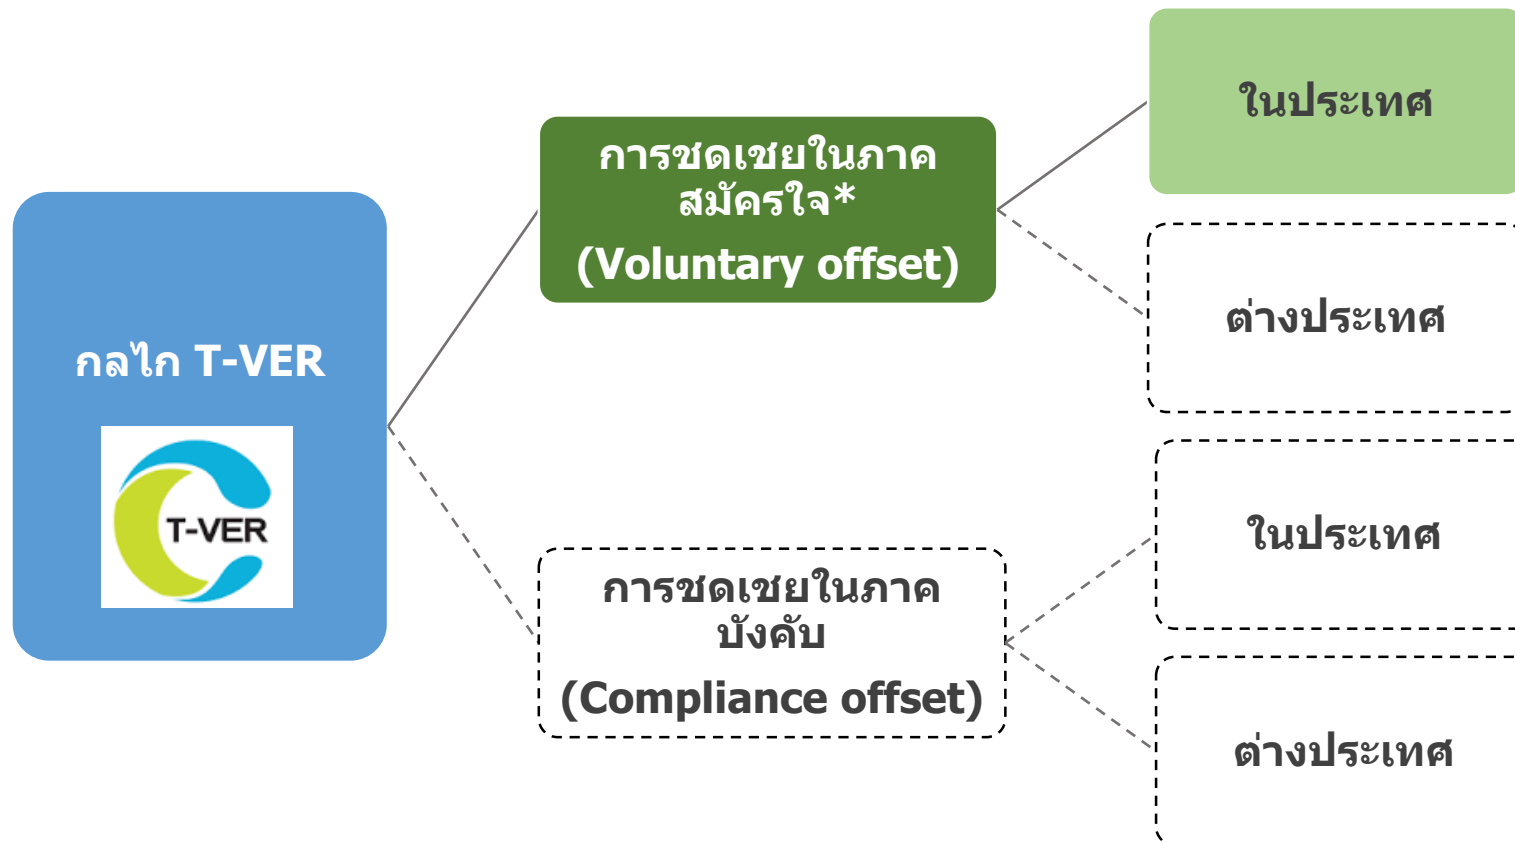 กลไก T-VER
T-VER
การชดเชยในภาค
สมัครใจ*
(Voluntary offset)
ในประเทศ
ต่างประเทศ
การชดเชยในภาค
บังคับ
(Compliance offset)
ในประเทศ
ต่างประเทศ